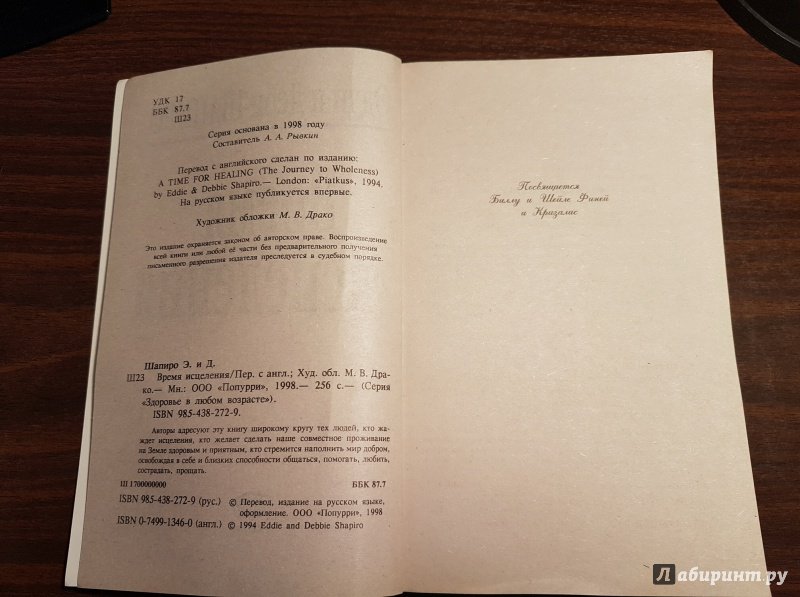 УДК 17
ББК 87.7
Ш23
Серия основана в 1998 году
Составитель А. А. Рывкин
Перевод с английского сделан по изданию:
A TIME FOR HEALING (The Journey to Wholeness)
by Eddie & Debbie Shapiro.— London: «Piatkus», 1994.
На русском языке публикуется впервые.
Художник обложки М. В. Драко
Это издание охраняется законом об авторском праве. Воспроизведение
всей книги или любой её части без предварительного получения
письменного разрешения издателя преследуется в судебном порядке.
Шапиро Э. и Д.
Ш23 Время исцеления/Пер. с англ.; Худ. обл. М. В. Дра-
ко.— Мн.: ООО «Попурри», 1998.— 256 с.— (Серия
«Здоровье в любом возрасте»).
ISBN 985-438-272-9.
Авторы адресуют эту книгу широкому кругу тех людей, кто жа-
ждет исцеления, кто желает сделать наше совместное проживание
на Земле здоровым и приятным, кто стремится наполнить мир добром,
освобождая в себе и близких способности общаться, помогать, любить,
сострадать, прощать.
Ш 1700000000 ББК 87.7
ISBN 985-438-272-9 (рус.) © Перевод, издание на русском языке,
оформление. ООО «Попурри», 1998
ISBN 0-7499-1346-0 (англ.) © 1994 Eddie and Debbie Shapiro
Посвящается
Биллу и Шейле Финей
и Кризалис
Лабиринт.ру